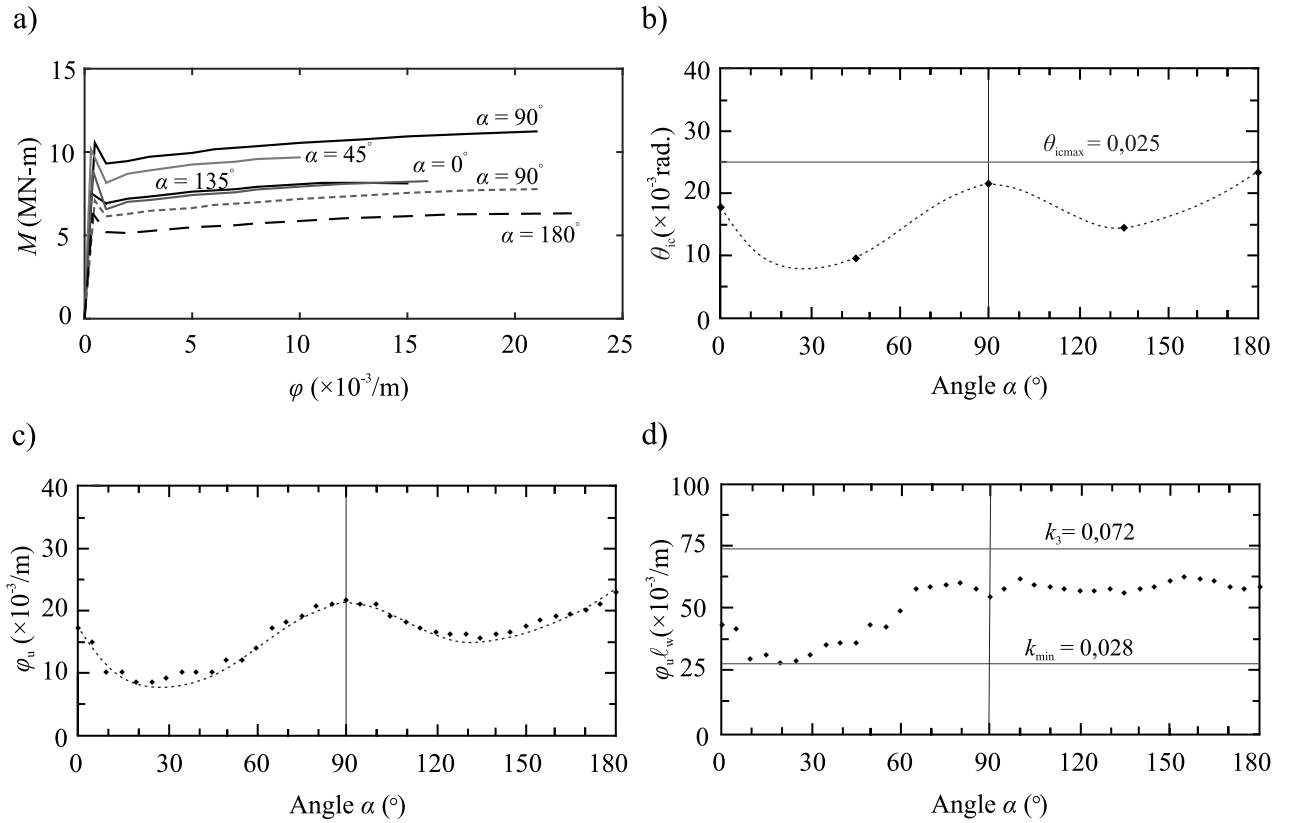 a)
15
10
5
0
M (MN-m)
α = 90°
α = 45°
α = 0°
α = 135°
α = 90°
α = 180°
0 5 10 15 20 25
φ (×10⁻³/m)
b)
40
30
20
10
0
θic (×10⁻³rad.)
θicmax = 0,025
0 30 60 90 120 150 180
Angle α (°)
c)
40
30
20
10
0
φu (×10⁻³/m)
0 30 60 90 120 150 180
Angle α (°)
d)
100
75
50
25
0
φuℓw(×10⁻³/m)
k3= 0,072
kmin = 0,028
0 30 60 90 120 150 180
Angle α (°)